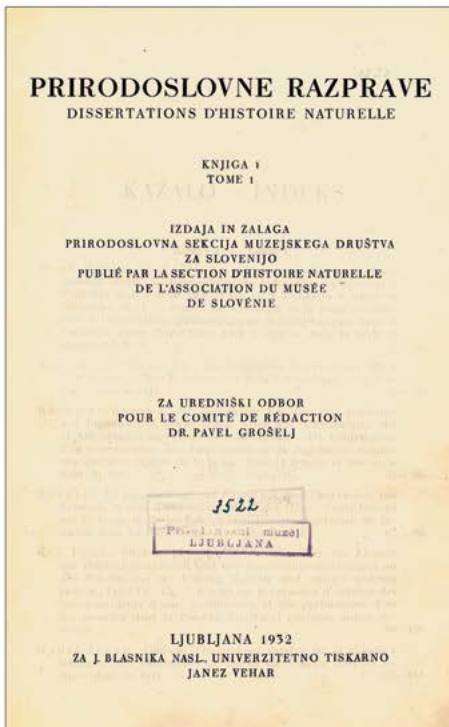 PRIRODOSLOVNE RAZPRAVE
DISSERTATIONS D'HISTOIRE NATURELLE
KNJIGA 1
TOME 1
IZDAJA IN ZALAGA
PRIRODOSLOVNA SEKCIJA MUZEJSKEGA DRUŠTVA
ZA SLOVENIJO
PUBLIÉ PAR LA SECTION D'HISTOIRE NATURELLE
DE L'ASSOCIATION DU MUSÉE
DE SLOVÉNIE
ZA UREDNIŠKI ODBOR
POUR LE COMITÉ DE RÉDACTION
DR. PAVEL GROŠELJ
3522
muzej
LJUBLJANA
LJUBLJANA 1932
ZA J. BLASNIKA NASL. UNIVERZITETNO TISKARNO
JANEZ VEHAR